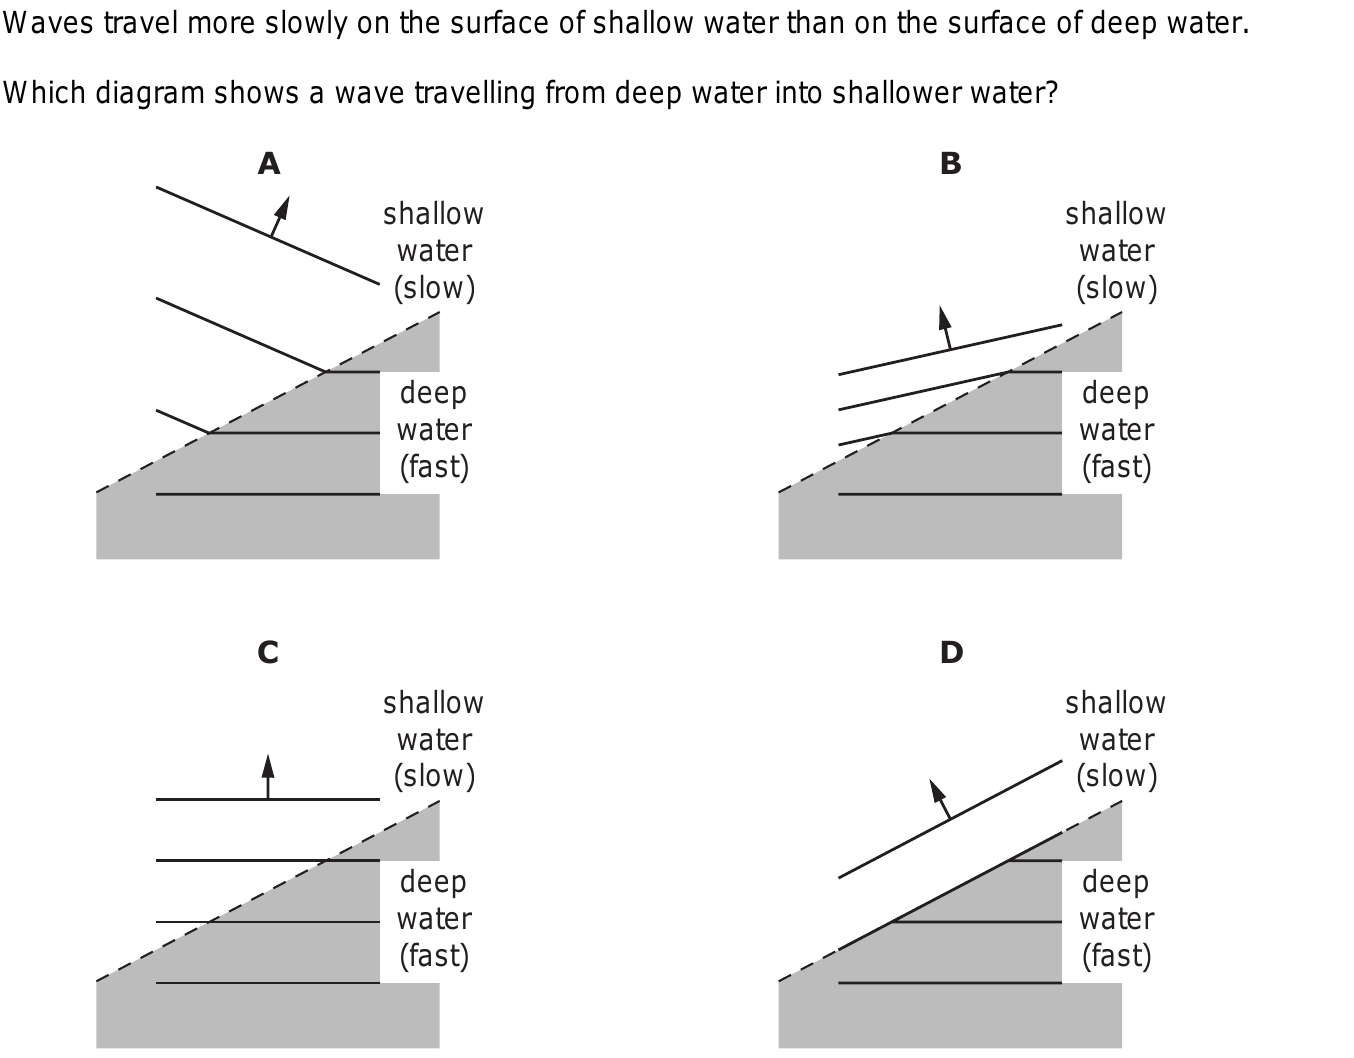 Waves travel more slowly on the surface of shallow water than on the surface of deep water.
Which diagram shows a wave travelling from deep water into shallower water?
A
shallow
water
(slow)
deep
water
(fast)
B
shallow
water
(slow)
deep
water
(fast)
C
shallow
water
(slow)
deep
water
(fast)
D
shallow
water
(slow)
deep
water
(fast)